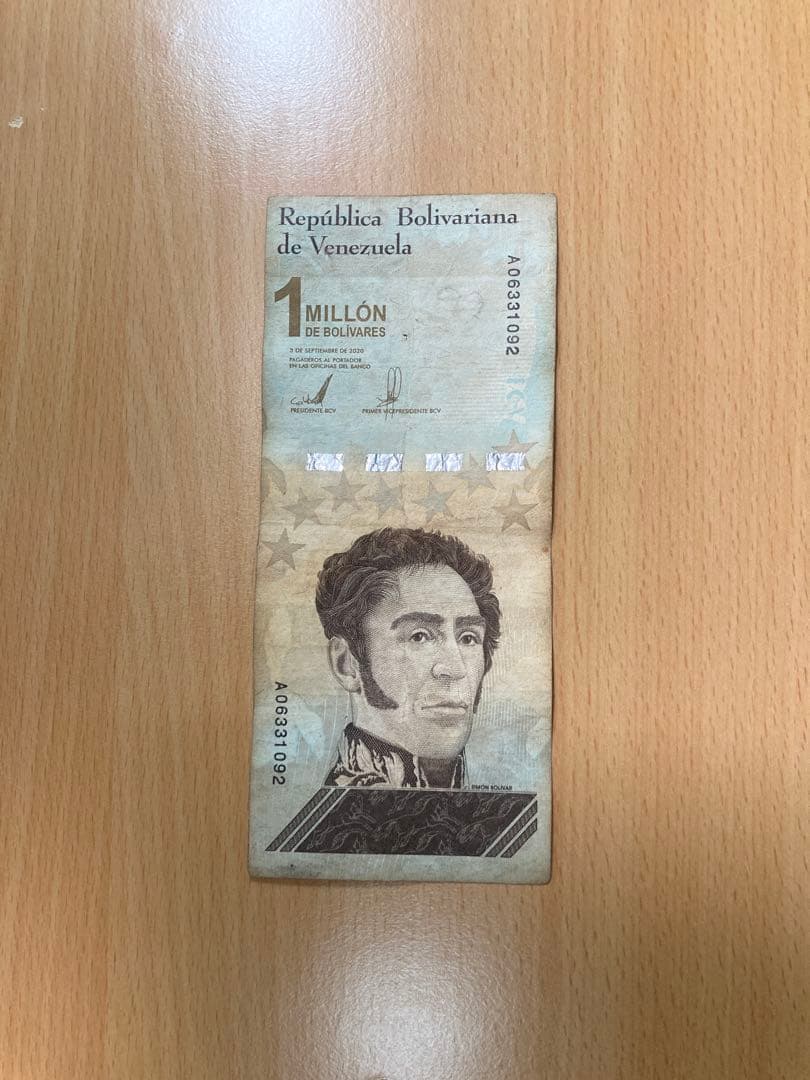 República Bolivariana
de Venezuela
A06331092
1 MILLÓN
DE BOLÍVARES
3 DE SEPTIEMBRE DE 2020
PAGADEROS AL PORTADOR
EN LAS OFICINAS DEL BANCO
PRESIDENTE BCV
PRIMER VICEPRESIDENTE BCV
BCV
A06331092
SIMÓN BOLÍVAR